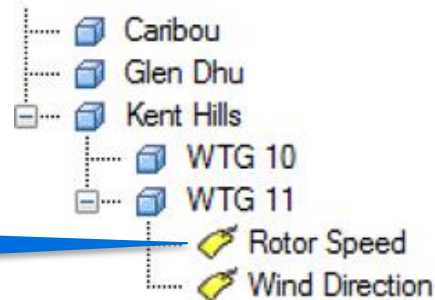 Caribou
Glen Dhu
Kent Hills
WTG 10
WTG 11
Rotor Speed
Wind Direction